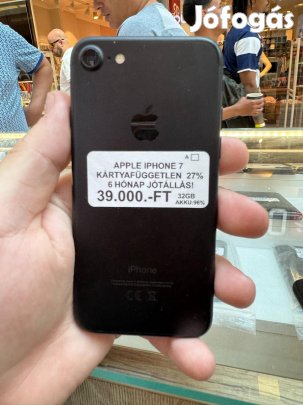 Jófogás
A
APPLE IPHONE 7
KÁRTYAFÜGGETLEN 27%
6 HÓNAP JÓTÁLLÁS!
39.000.-FT 32GB
AKKU:96%
iPhone